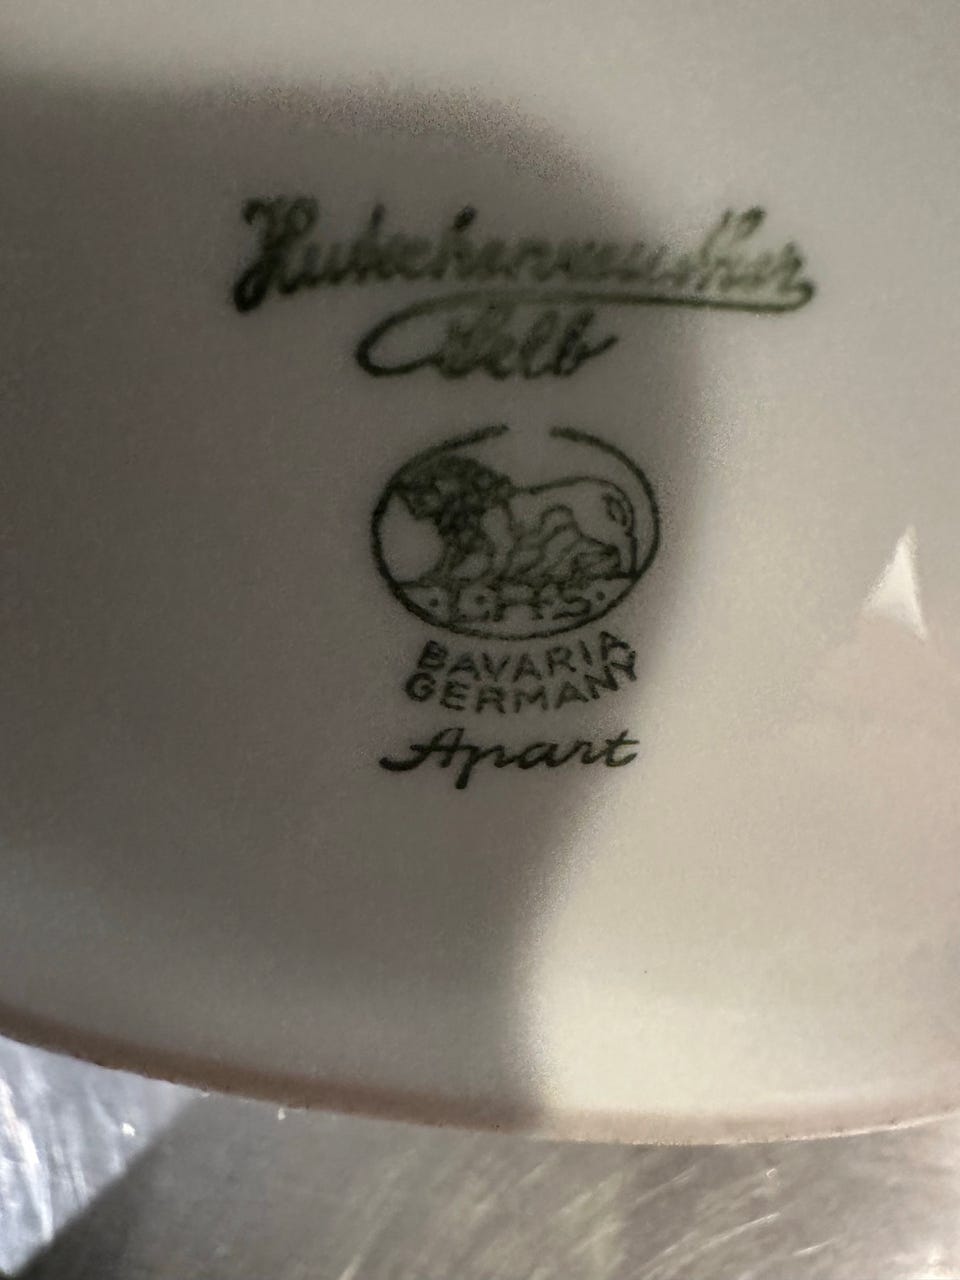 Hutschenreuther
Selb
L.H.S.
BAVARIA
GERMANY
Apart